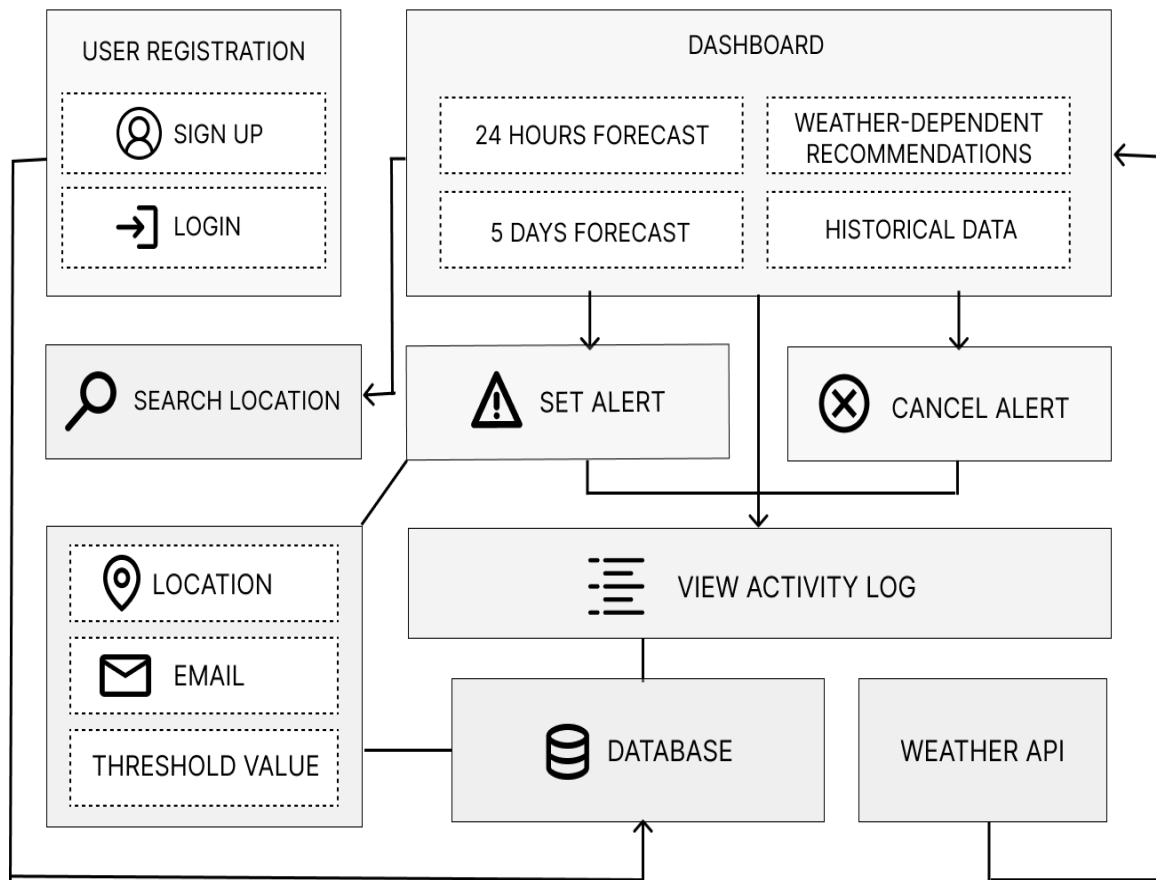 USER REGISTRATION
SIGN UP
LOGIN
DASHBOARD
24 HOURS FORECAST
WEATHER-DEPENDENT
RECOMMENDATIONS
5 DAYS FORECAST
HISTORICAL DATA
SEARCH LOCATION
SET ALERT
CANCEL ALERT
LOCATION
EMAIL
THRESHOLD VALUE
VIEW ACTIVITY LOG
DATABASE
WEATHER API